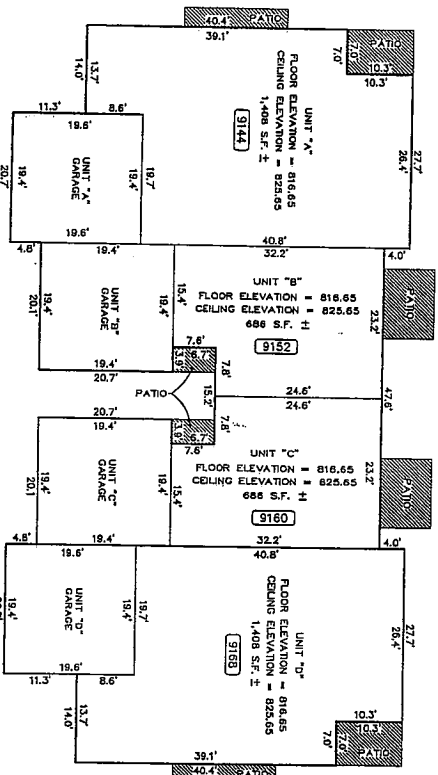 PATIO
40.4'
39.1'
PATIO
7.0'
7.0'
10.3'
10.3'
27.7'
26.4'
13.7'
14.0'
UNIT "A"
FLOOR ELEVATION = 816.65
CEILING ELEVATION = 825.65
1,408 S.F. ±
9144
11.3'
8.6'
19.6'
19.4'
20.7'
UNIT "A"
GARAGE
19.4'
19.7'
19.6'
40.8'
32.2'
4.0'
4.8'
19.4'
19.4'
20.1'
UNIT "B"
GARAGE
19.4'
15.4'
UNIT "B"
FLOOR ELEVATION = 816.65
CEILING ELEVATION = 825.65
686 S.F. ±
9152
PATIO
23.2'
7.6'
3.9'
6.7'
7.8'
19.4'
20.7'
PATIO
15.2'
24.6'
24.6'
47.6'
20.7'
19.4'
3.9'
6.7'
7.6'
7.8'
UNIT "C"
FLOOR ELEVATION = 816.65
CEILING ELEVATION = 825.65
686 S.F. ±
9160
PATIO
23.2'
19.4'
20.1
UNIT "C"
GARAGE
19.4'
15.4'
4.8'
19.4'
32.2'
4.0'
19.6'
40.8'
19.4'
UNIT "D"
GARAGE
19.4'
19.7'
27.7'
26.4'
UNIT "D"
FLOOR ELEVATION = 816.65
CEILING ELEVATION = 825.65
1,408 S.F. ±
9168
19.6'
11.3'
8.6'
13.7'
14.0'
10.3'
10.3'
7.0'
7.0'
PATIO
39.1'
40.4'
PATIO